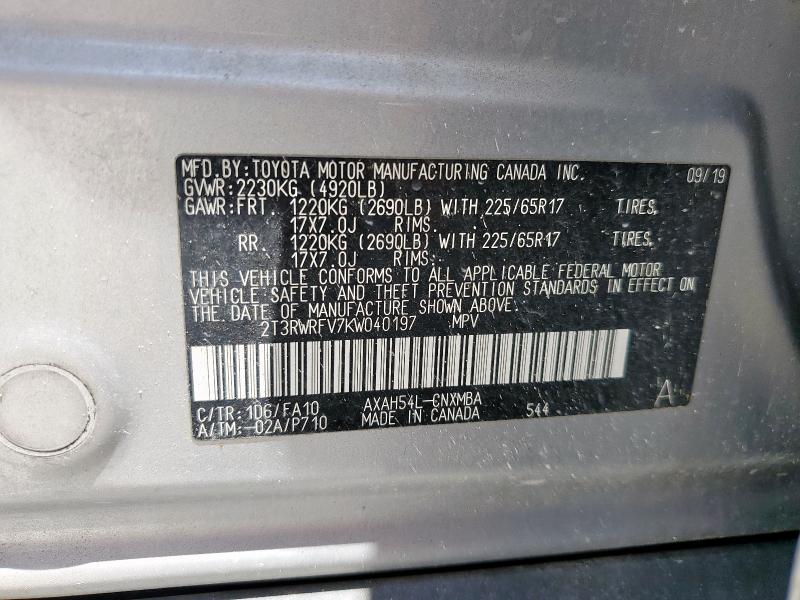 MFD. BY: TOYOTA MOTOR MANUFACTURING CANADA INC. 09/19
GVWR: 2230KG (4920LB)
GAWR: FRT. 1220KG (2690LB) WITH 225/65R17 TIRES,
17X7.0J RIMS.
RR. 1220KG (2690LB) WITH 225/65R17 TIRES,
17X7.0J RIMS.
THIS VEHICLE CONFORMS TO ALL APPLICABLE FEDERAL MOTOR
VEHICLE SAFETY AND THEFT PREVENTION STANDARDS IN EFFECT ON
THE DATE OF MANUFACTURE SHOWN ABOVE.
2T3RWRFV7KW040197 MPV
C/TR: 1D6/FA10 AXAH54L-CNXMBA A
A/TM: -02A/P710 MADE IN CANADA 544